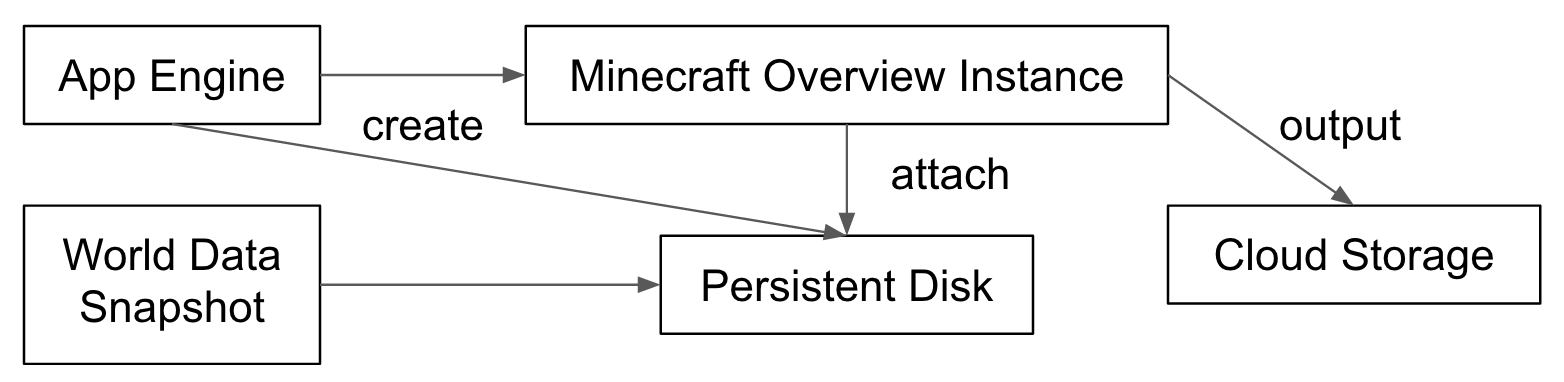 App Engine
Minecraft Overview Instance
create
output
attach
World Data
Snapshot
Persistent Disk
Cloud Storage